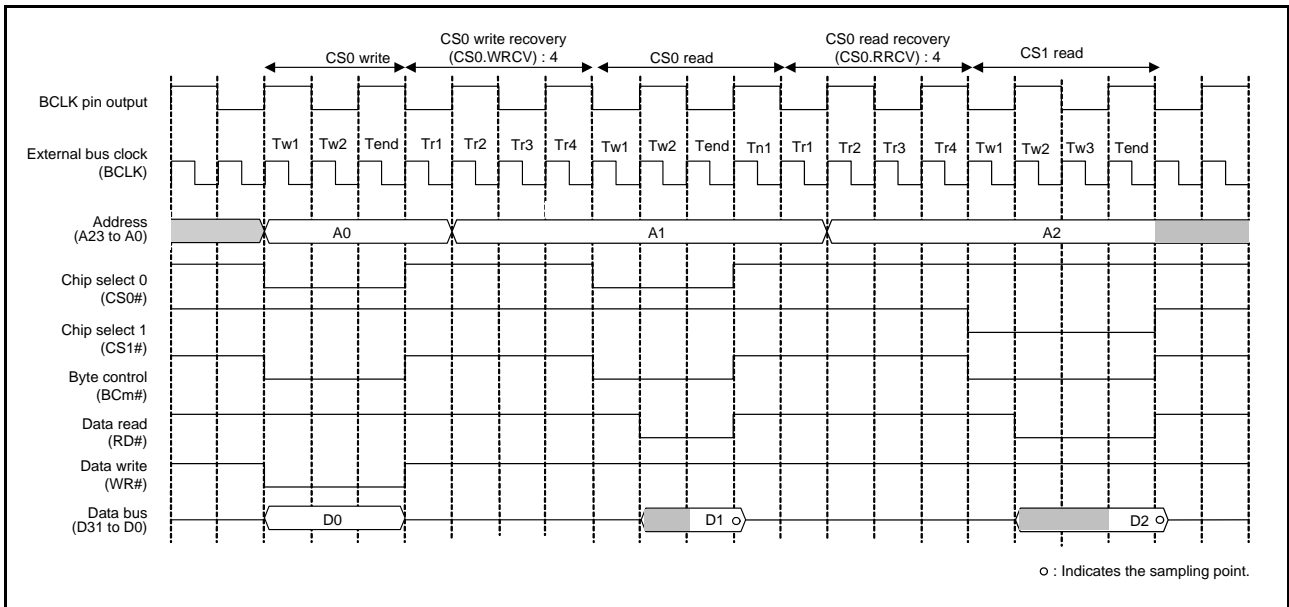 CS0 write
CS0 write recovery
(CS0.WRCV) : 4
CS0 read
CS0 read recovery
(CS0.RRCV) : 4
CS1 read
BCLK pin output
Tw1 Tw2 Tend Tr1 Tr2 Tr3 Tr4 Tw1 Tw2 Tend Tn1 Tr1 Tr2 Tr3 Tr4 Tw1 Tw2 Tw3 Tend
External bus clock
(BCLK)
Address
(A23 to A0)
A0 A1 A2
Chip select 0
(CS0#)
Chip select 1
(CS1#)
Byte control
(BCm#)
Data read
(RD#)
Data write
(WR#)
Data bus
(D31 to D0)
D0 D1 D2
: Indicates the sampling point.